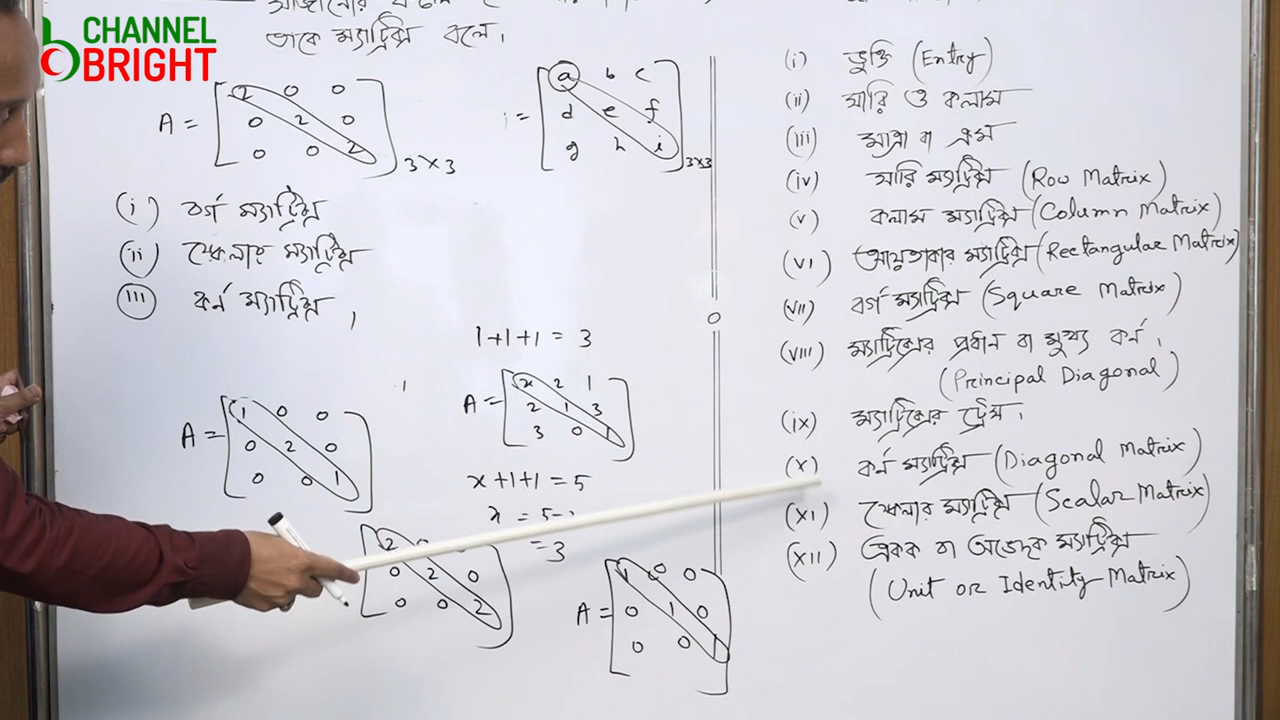 CHANNEL
BRIGHT
তাকে ম্যাট্রিক্স বলে।
A = [2 0 0
0 2 0
0 0 2] 3×3
= [a b c
d e f
g h i] 3×3
(i) বর্গ ম্যাট্রিক্স
(ii) স্কেলার ম্যাট্রিক্স
(iii) কর্ন ম্যাট্রিক্স,
1+1+1 = 3
A = [x 2 1
2 1 3
3 0 1]
x+1+1 = 5
x = 5-
= 3
A = [1 0 0
0 2 0
0 0 1]
[2
0 2 0
0 0 2]
A = [1 0 0
0 1 0
0 0 1]
(i) ভুক্তি (Entry)
(ii) সারি ও কলাম
(iii) মাত্রা বা ক্রম
(iv) সারি ম্যাট্রিক্স (Row Matrix)
(v) কলাম ম্যাট্রিক্স (Column Matrix)
(vi) আয়তাকার ম্যাট্রিক্স (Rectangular Matrix)
(vii) বর্গ ম্যাট্রিক্স (Square Matrix)
(viii) ম্যাট্রিক্সের প্রধান বা মুখ্য কর্ন।
(Principal Diagonal)
(ix) ম্যাট্রিক্সের ট্রেস।
(x) কর্ন ম্যাট্রিক্স (Diagonal Matrix)
(xi) স্কেলার ম্যাট্রিক্স (Scalar Matrix)
(xii) একক বা অভেদক ম্যাট্রিক্স
(Unit or Identity Matrix)